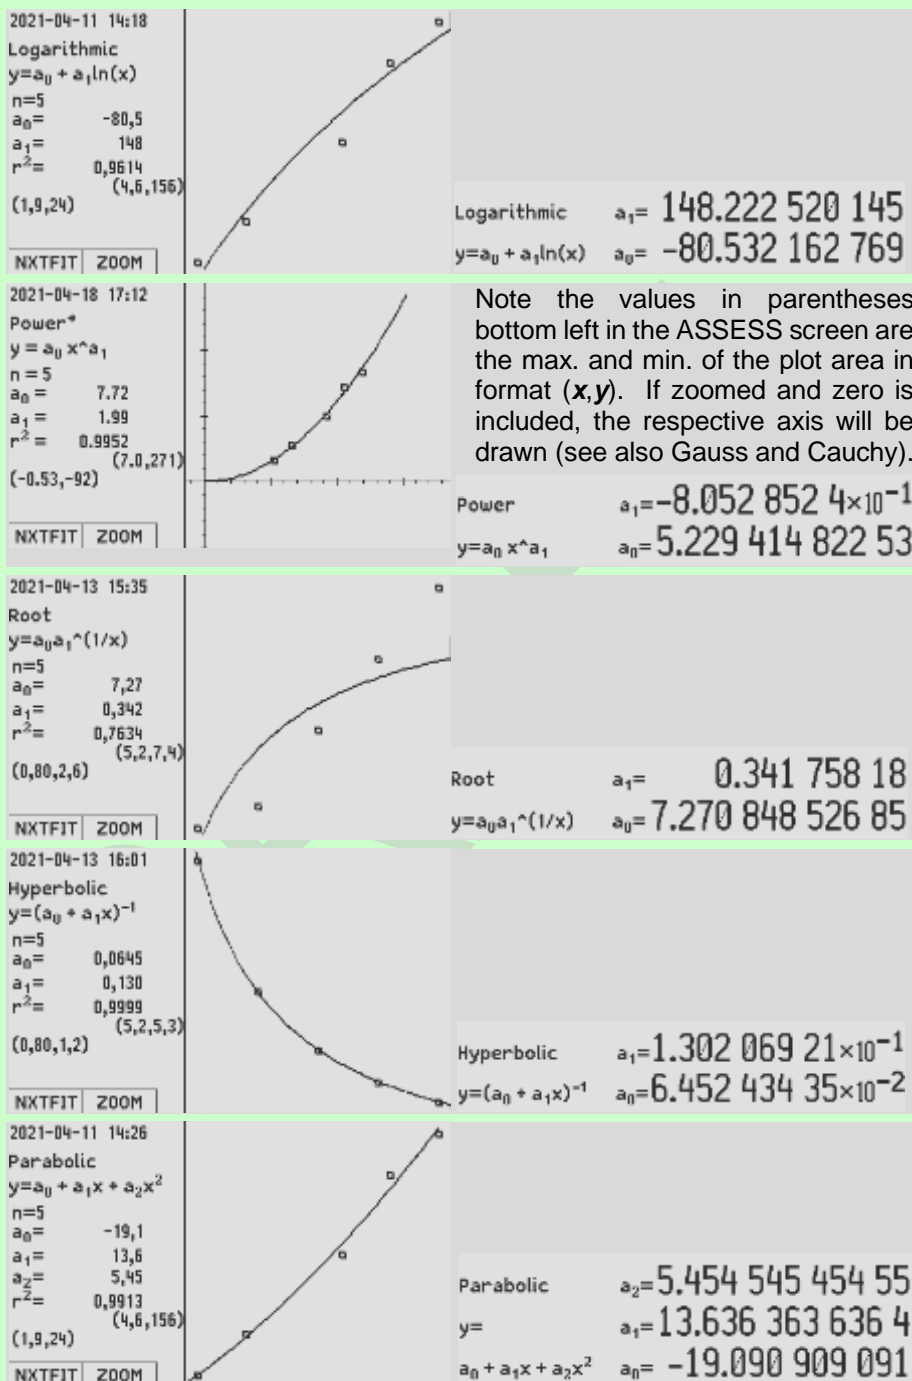 2021-04-11 14:18
Logarithmic
y=a₀ + a₁ln(x)
n=5
a₀= -80,5
a₁= 148
r²= 0,9614
(4,6,156)
(1,9,24)
NXTFIT ZOOM
Logarithmic a₁= 148.222 520 145
y=a₀ + a₁ln(x) a₀= -80.532 162 769
2021-04-18 17:12
Power*
y = a₀ x^a₁
n = 5
a₀ = 7.72
a₁ = 1.99
r² = 0.9952
(7.0,271)
(-0.53,-92)
NXTFIT ZOOM
Note the values in parentheses
bottom left in the ASSESS screen are
the max. and min. of the plot area in
format (x,y). If zoomed and zero is
included, the respective axis will be
drawn (see also Gauss and Cauchy).
Power a₁=-8.052 852 4×10⁻¹
y=a₀ x^a₁ a₀= 5.229 414 822 53
2021-04-13 15:35
Root
y=a₀a₁^(1/x)
n=5
a₀= 7,27
a₁= 0,342
r²= 0,7634
(5,2,7,4)
(0,80,2,6)
NXTFIT ZOOM
Root a₁= 0.341 758 18
y=a₀a₁^(1/x) a₀= 7.270 848 526 85
2021-04-13 16:01
Hyperbolic
y=(a₀ + a₁x)⁻¹
n=5
a₀= 0,0645
a₁= 0,130
r²= 0,9999
(5,2,5,3)
(0,80,1,2)
NXTFIT ZOOM
Hyperbolic a₁=1.302 069 21×10⁻¹
y=(a₀ + a₁x)⁻¹ a₀=6.452 434 35×10⁻²
2021-04-11 14:26
Parabolic
y=a₀ + a₁x + a₂x²
n=5
a₀= -19,1
a₁= 13,6
a₂= 5,45
r²= 0,9913
(4,6,156)
(1,9,24)
NXTFIT ZOOM
Parabolic a₂=5.454 545 454 55
y= a₁=13.636 363 636 4
a₀ + a₁x + a₂x² a₀= -19.090 909 091